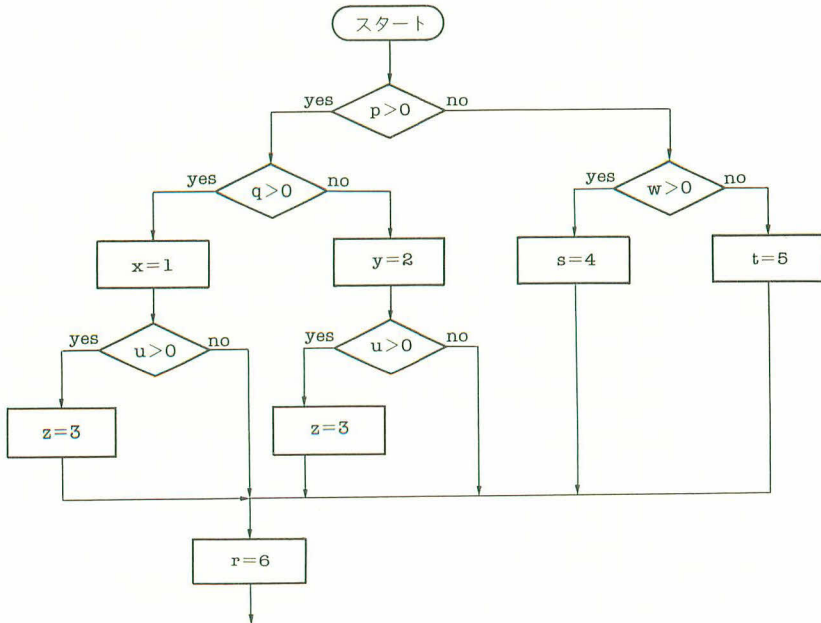 スタート
yes p>0 no
yes q>0 no
yes w>0 no
x=1
y=2
s=4
t=5
yes u>0 no
yes u>0 no
z=3
z=3
r=6